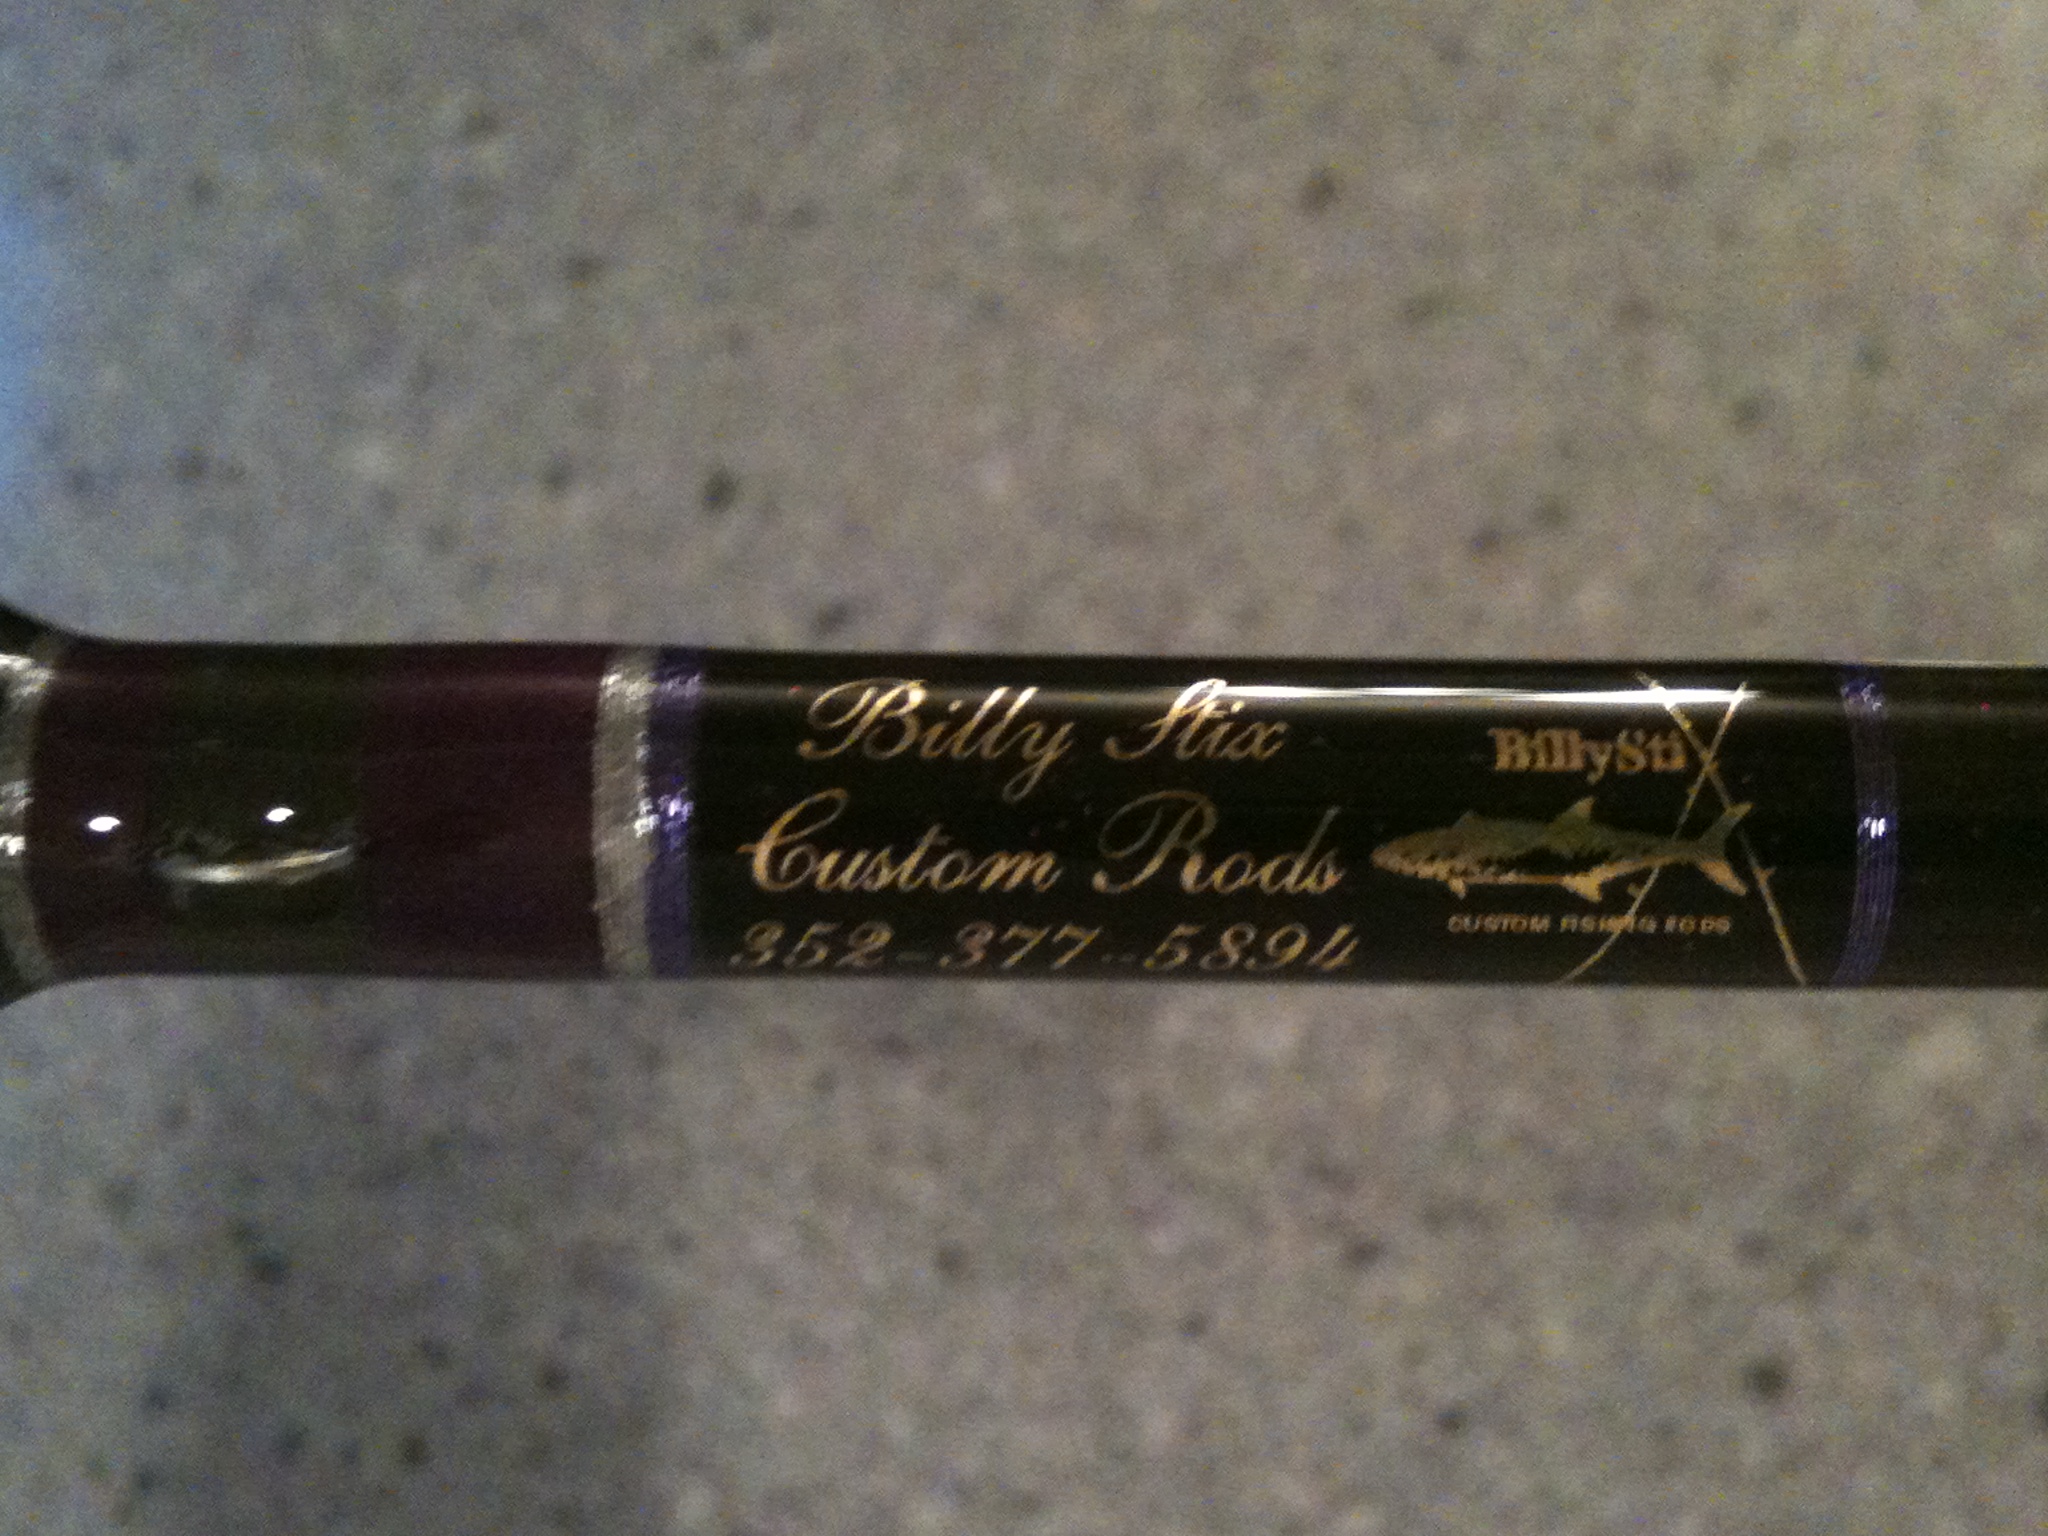 Billy Stix
Custom Rods
352-377-5894
BillyStiX
CUSTOM FISHING RODS